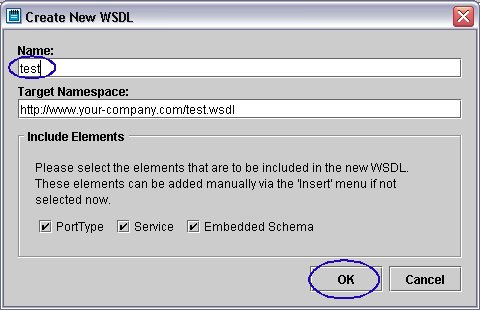 Create New WSDL
Name:
test
Target Namespace:
http://www.your-company.com/test.wsdl
Include Elements
Please select the elements that are to be included in the new WSDL.
These elements can be added manually via the 'Insert' menu if not
selected now.
PortType Service Embedded Schema
OK Cancel